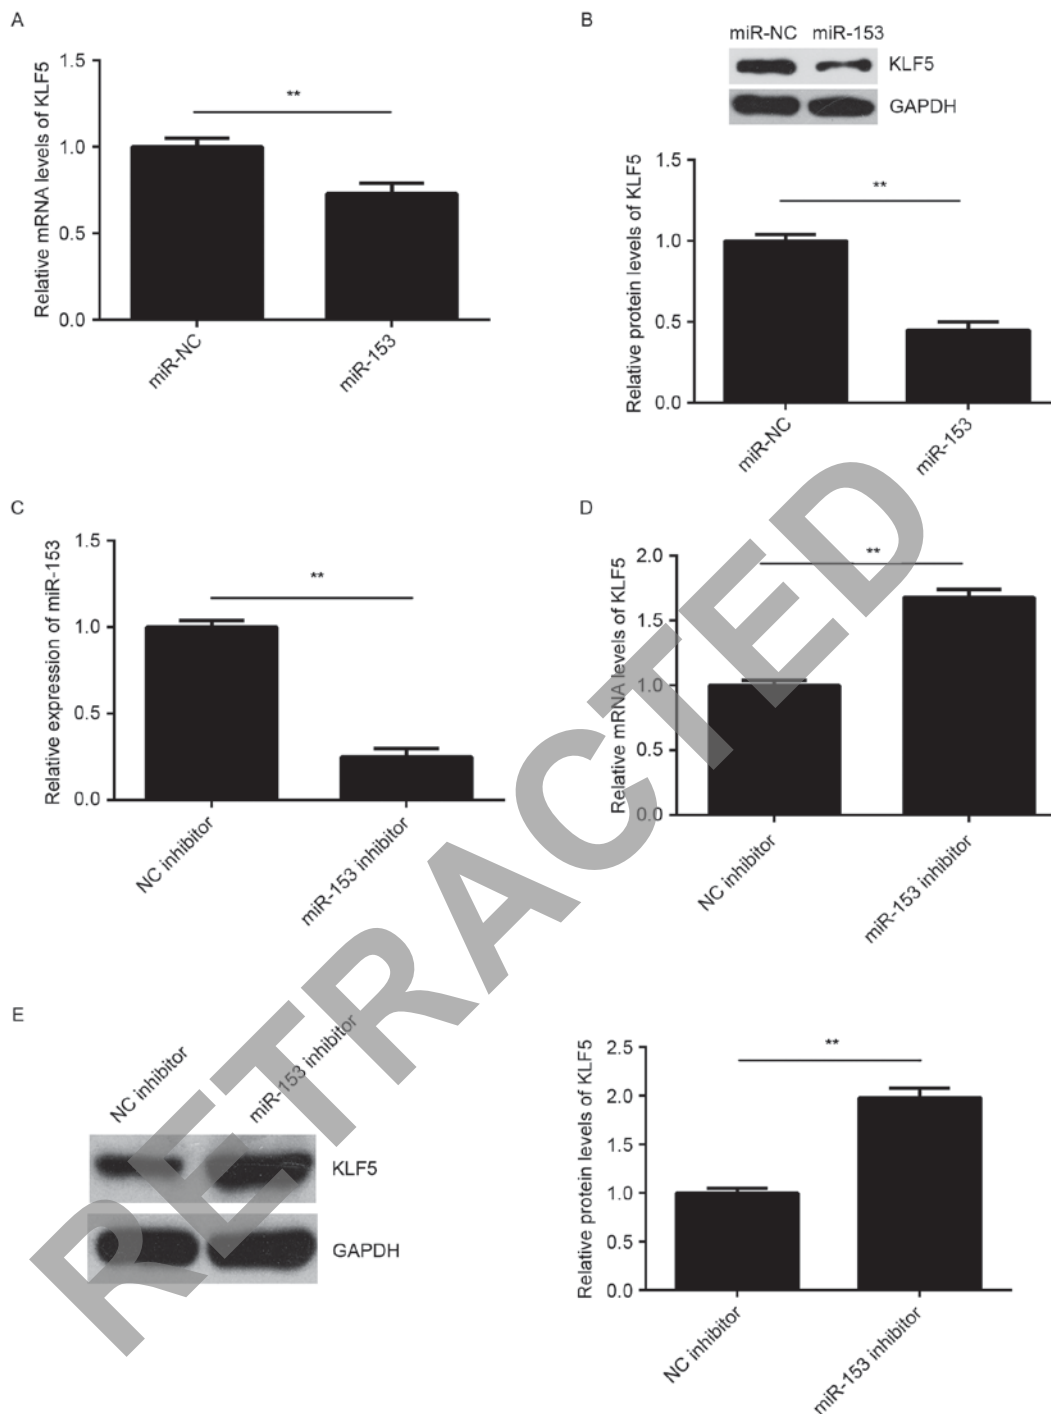 A
Relative mRNA levels of KLF5
1.5
1.0
0.5
0.0
**
miR-NC
miR-153
B
miR-NC miR-153
KLF5
GAPDH
Relative protein levels of KLF5
1.5
1.0
0.5
0.0
**
miR-NC
miR-153
C
Relative expression of miR-153
1.5
1.0
0.5
0.0
**
NC inhibitor
miR-153 inhibitor
D
Relative mRNA levels of KLF5
2.0
1.5
1.0
0.5
0.0
**
NC inhibitor
miR-153 inhibitor
E
NC inhibitor
miR-153 inhibitor
KLF5
GAPDH
Relative protein levels of KLF5
2.5
2.0
1.5
1.0
0.5
0.0
**
NC inhibitor
miR-153 inhibitor
RETRACTED